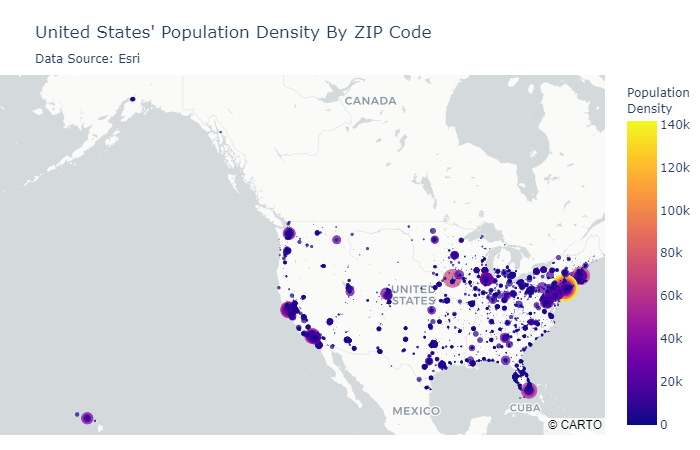 United States' Population Density By ZIP Code
Data Source: Esri
Population
Density
140k
120k
100k
80k
60k
40k
20k
0
CANADA
UNITED
STATES
MEXICO
CUBA
© CARTO